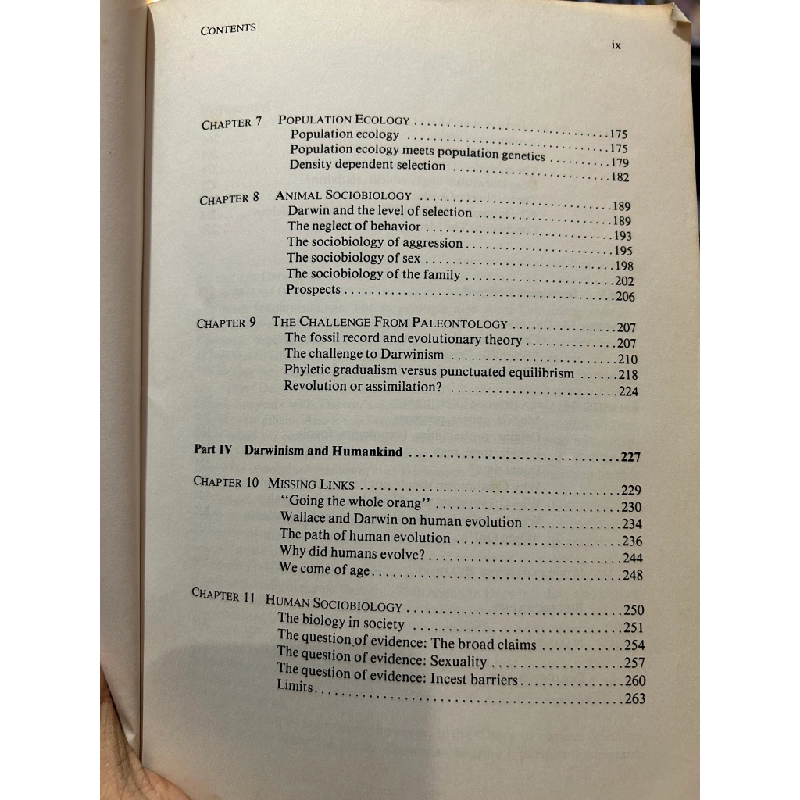 CONTENTS
ix
CHAPTER 7 POPULATION ECOLOGY ........................175
Population ecology ........................175
Population ecology meets population genetics ..........179
Density dependent selection ....................182
CHAPTER 8 ANIMAL SOCIOBIOLOGY ........................189
Darwin and the level of selection ................189
The neglect of behavior ........................193
The sociobiology of aggression ....................195
The sociobiology of sex ........................198
The sociobiology of the family ....................202
Prospects ................................206
CHAPTER 9 THE CHALLENGE FROM PALEONTOLOGY ..............207
The fossil record and evolutionary theory ............207
The challenge to Darwinism ....................210
Phyletic gradualism versus punctuated equilibrism ......218
Revolution or assimilation? ....................224
Part IV Darwinism and Humankind ........................227
CHAPTER 10 MISSING LINKS ............................229
"Going the whole orang" ........................230
Wallace and Darwin on human evolution ............234
The path of human evolution ....................236
Why did humans evolve? ........................244
We come of age ............................248
CHAPTER 11 HUMAN SOCIOBIOLOGY ........................250
The biology in society ........................251
The question of evidence: The broad claims ..........254
The question of evidence: Sexuality ................257
The question of evidence: Incest barriers ............260
Limits ................................263